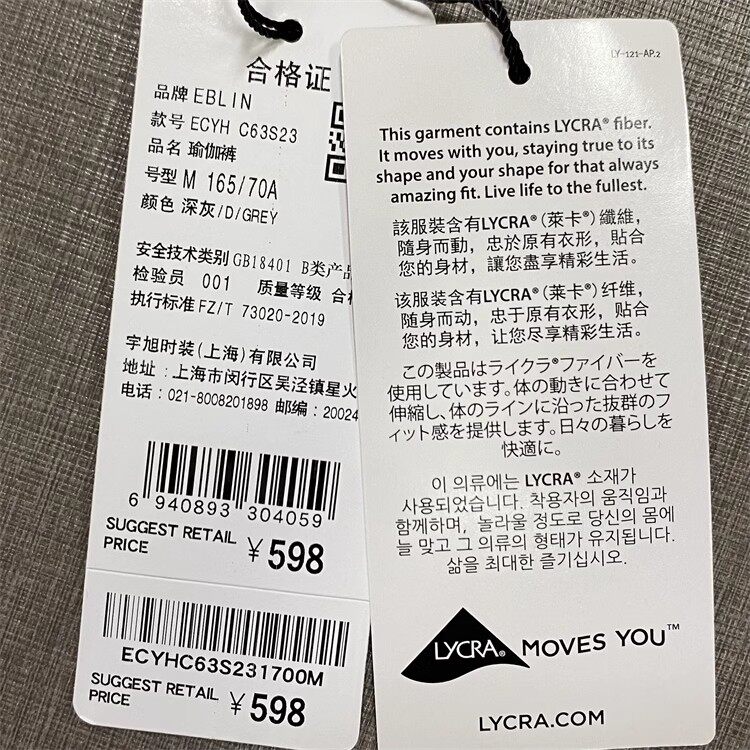 合格证
品牌 EBLIN
款号 ECYH C63S23
品名 瑜伽裤
号型 M 165/70A
颜色 深灰/D/GREY
安全技术类别 GB18401 B类产品
检验员 001 质量等级 合格
执行标准 FZ/T 73020-2019
宇旭时装(上海)有限公司
地址：上海市闵行区吴泾镇星火
电话：021-8008201898 邮编：20024
6 940893 304059
SUGGEST RETAIL
PRICE
¥598
ECYHC63S231700M
SUGGEST RETAIL
PRICE
¥598
LY-121-AP.2
This garment contains LYCRA® fiber.
It moves with you, staying true to its
shape and your shape for that always
amazing fit. Live life to the fullest.
該服裝含有LYCRA®(萊卡®)纖維，
隨身而動，忠於原有衣形，貼合
您的身材，讓您盡享精彩生活。
该服装含有LYCRA®(莱卡®)纤维，
随身而动，忠于原有衣形，贴合
您的身材，让您尽享精彩生活。
この製品はライクラ®ファイバーを
使用しています。体の動きに合わせて
伸縮し、体のラインに沿った抜群のフ
ィット感を提供します。日々の暮らしを
快適に。
이 의류에는 LYCRA® 소재가
사용되었습니다. 착용자의 움직임과
함께하며, 놀라울 정도로 당신의 몸에
늘 맞고 그 의류의 형태가 유지됩니다.
삶을 최대한 즐기십시오.
LYCRA® MOVES YOU™
LYCRA.COM